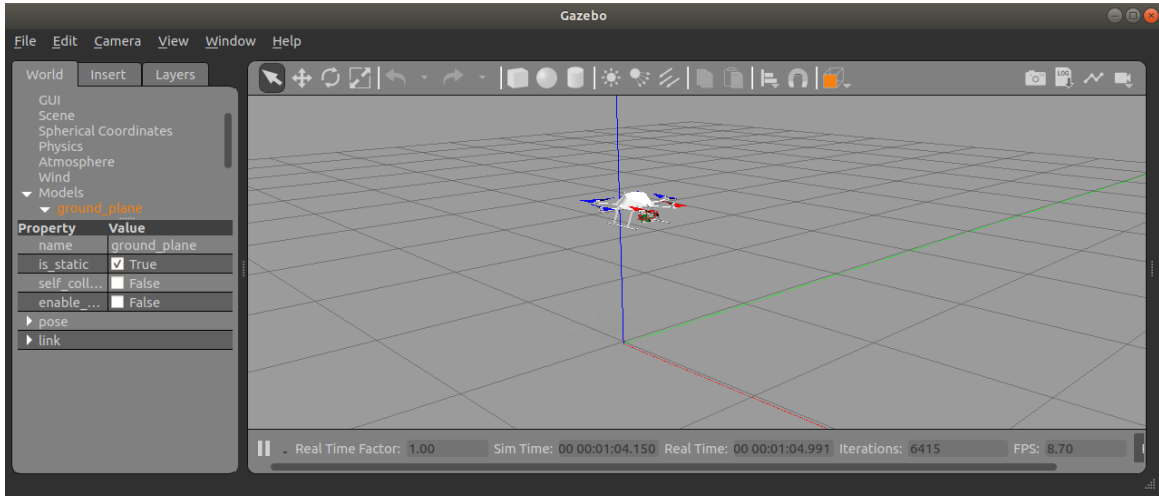 Gazebo
File Edit Camera View Window Help
World Insert Layers
LOG
GUI
Scene
Spherical Coordinates
Physics
Atmosphere
Wind
Models
ground_plane
Property Value
name ground_plane
is_static True
self_coll... False
enable_... False
pose
link
Real Time Factor: 1.00 Sim Time: 00 00:01:04.150 Real Time: 00 00:01:04.991 Iterations: 6415 FPS: 8.70